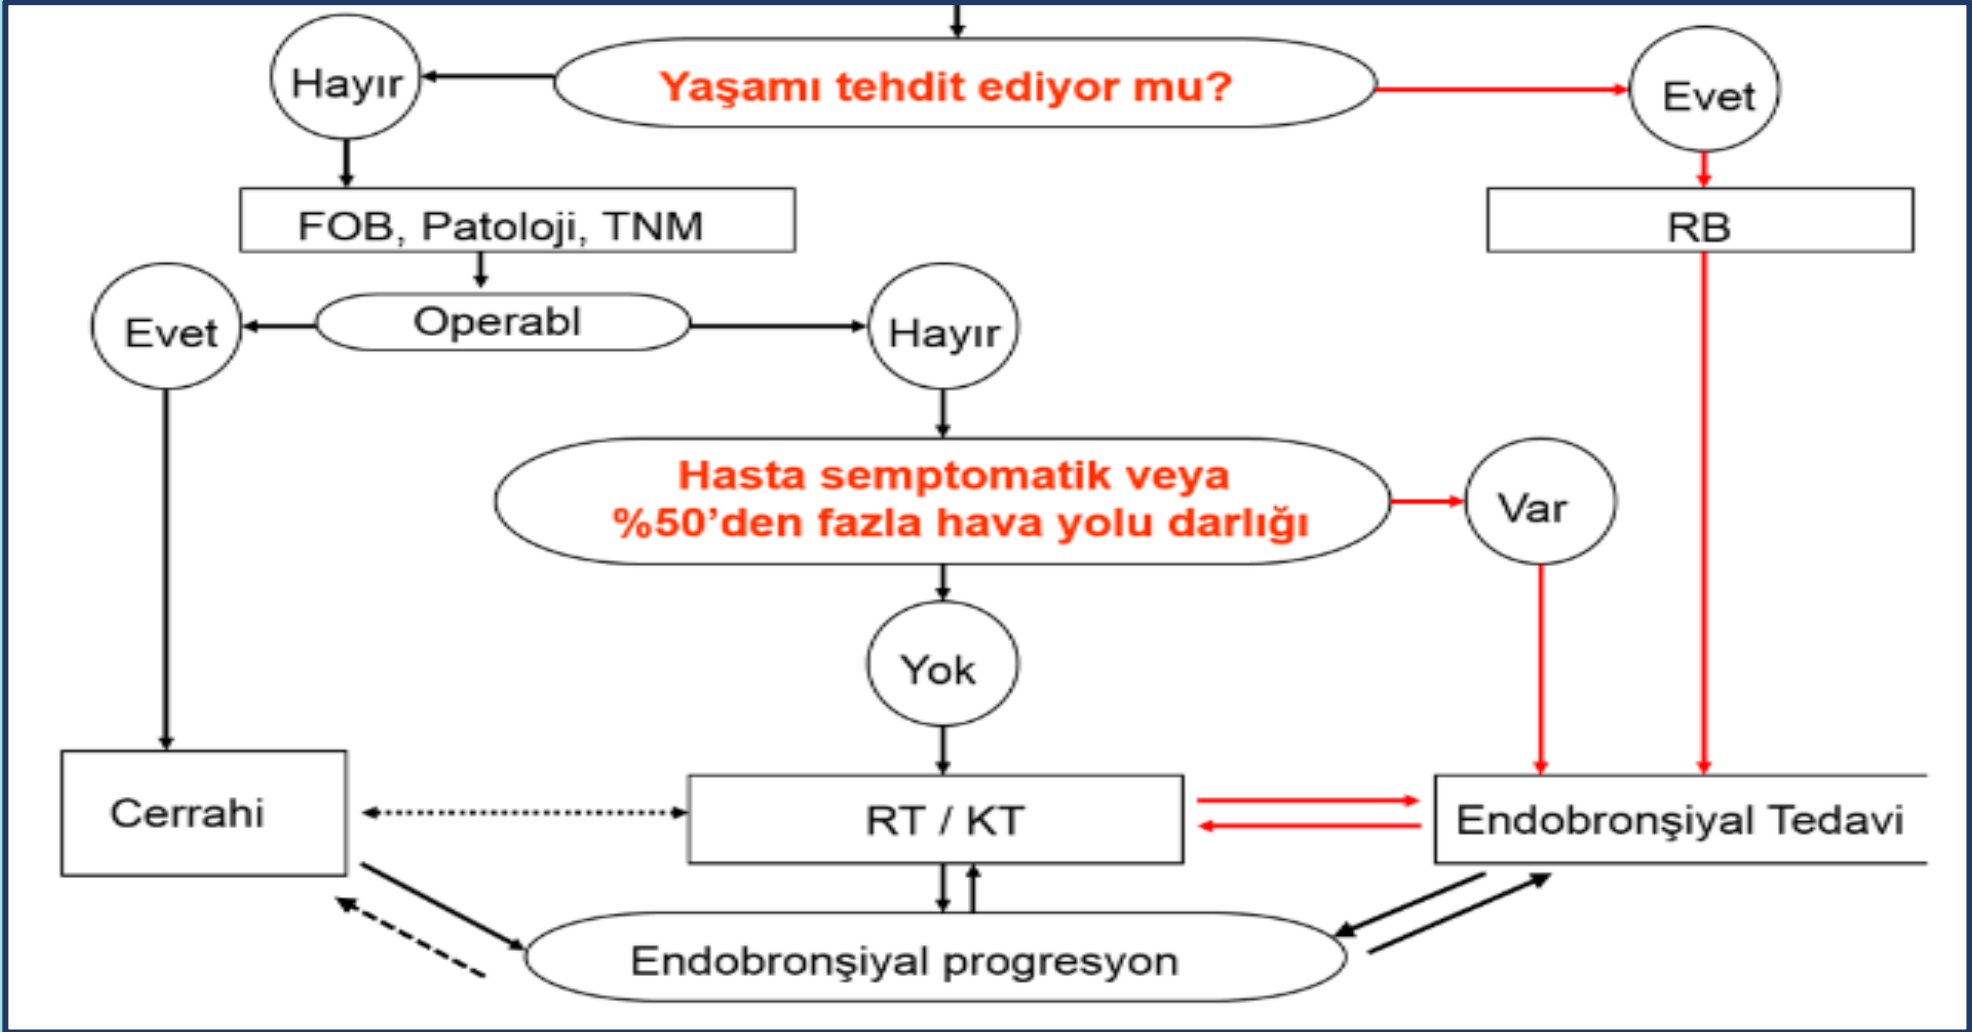 Hayır
Yaşamı tehdit ediyor mu?
Evet
FOB, Patoloji, TNM
RB
Evet
Operabl
Hayır
Hasta semptomatik veya
%50’den fazla hava yolu darlığı
Var
Yok
Cerrahi
RT / KT
Endobronşiyal Tedavi
Endobronşiyal progresyon